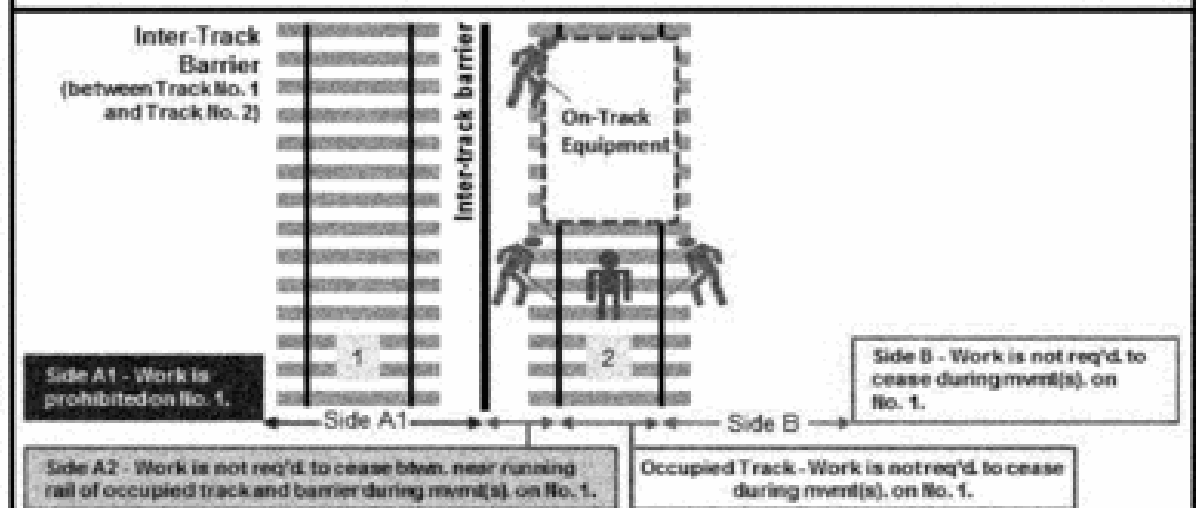 Inter-Track
Barrier
(between Track No. 1
and Track No. 2)
Inter-track barrier
On-Track
Equipment
1
2
Side A1 - Work is
prohibited on No. 1.
Side A1
Side B
Side B - Work is not req'd. to
cease during mvmt(s). on
No. 1.
Side A2 - Work is not req'd. to cease btwn. near running
rail of occupied track and barrier during mvmt(s). on No. 1.
Occupied Track - Work is not req'd. to cease
during mvmt(s). on No. 1.